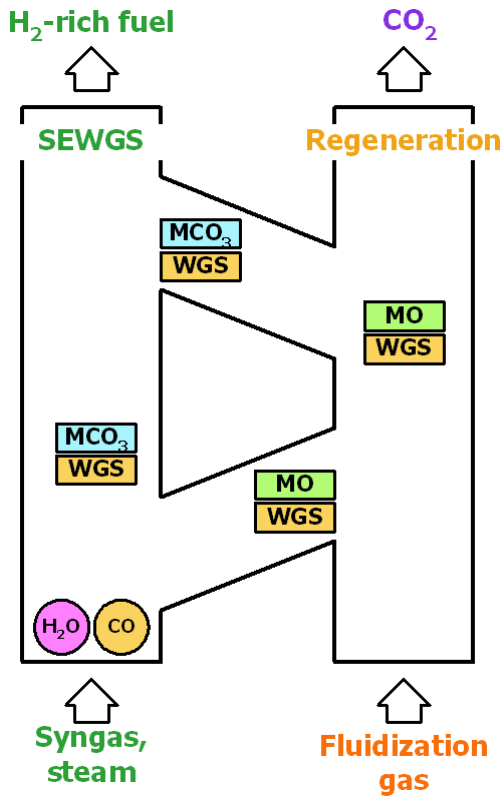 H₂-rich fuel
CO₂
SEWGS
Regeneration
MCO₃
WGS
MO
WGS
MCO₃
WGS
MO
WGS
H₂O
CO
Syngas,
steam
Fluidization
gas